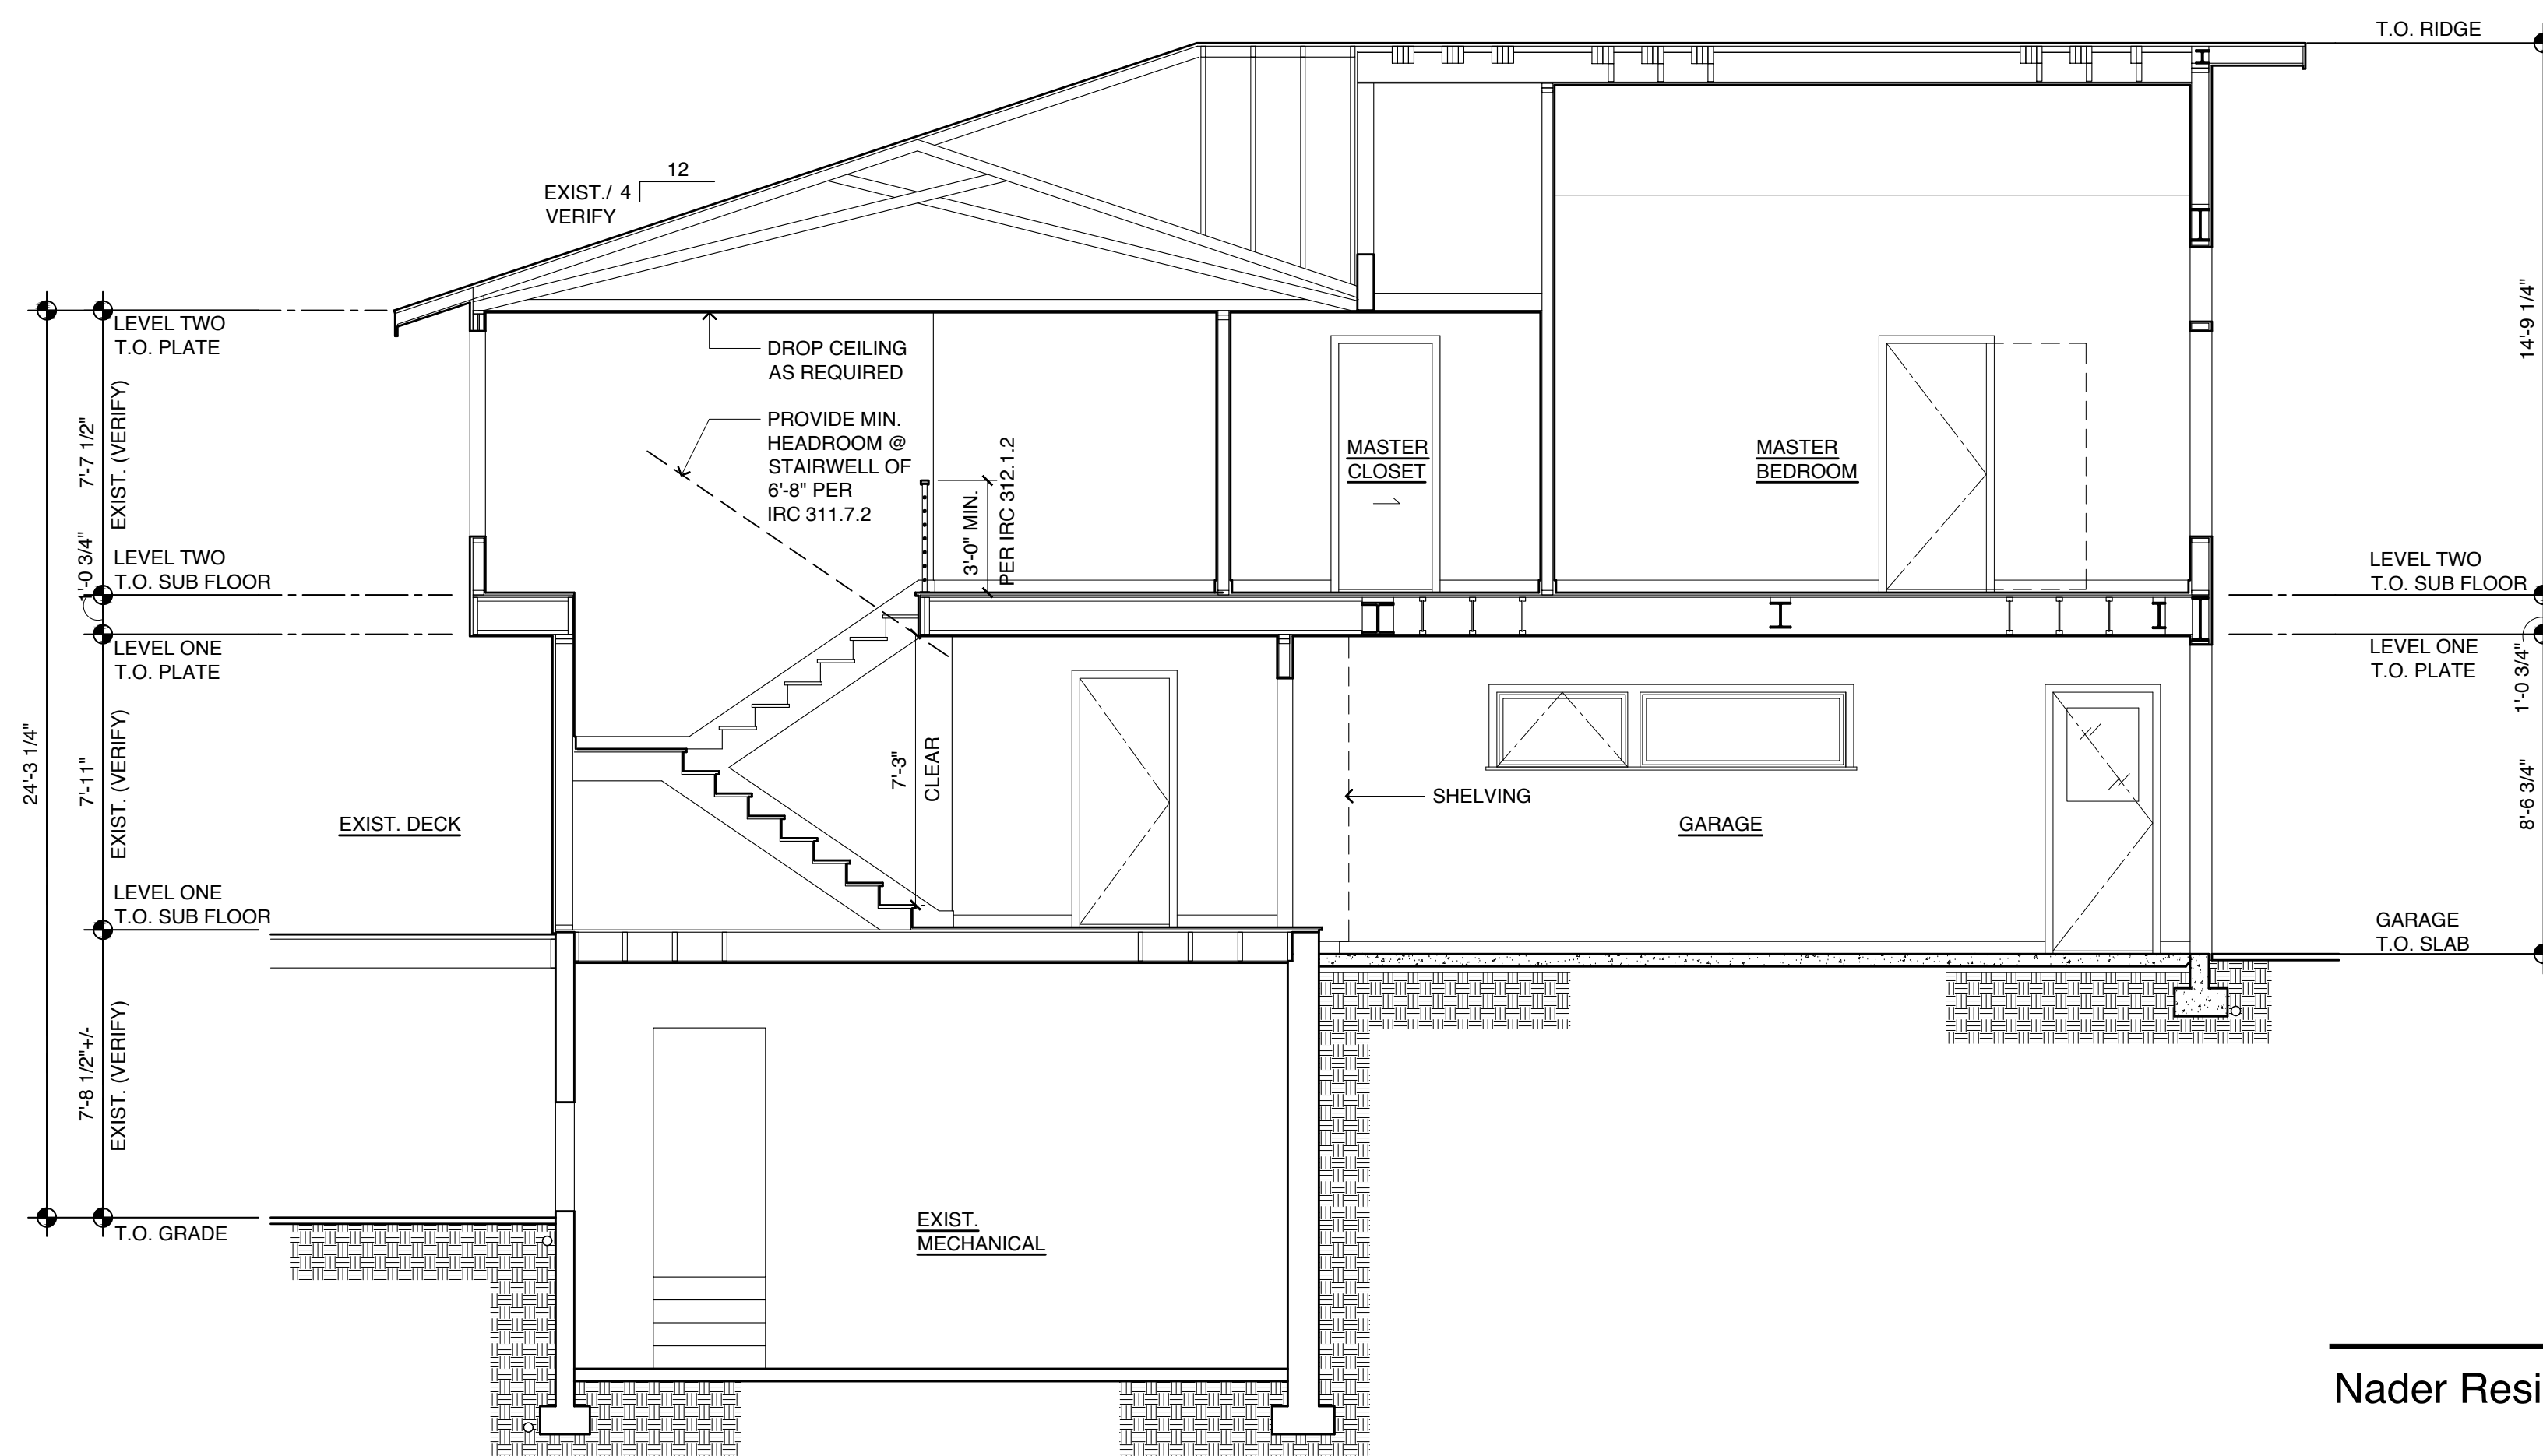 T.O. RIDGE
12
EXIST./ 4
VERIFY
LEVEL TWO
T.O. PLATE
DROP CEILING
AS REQUIRED
PROVIDE MIN.
HEADROOM @
STAIRWELL OF
6'-8" PER
IRC 311.7.2
3'-0" MIN.
PER IRC 312.1.2
MASTER
CLOSET
MASTER
BEDROOM
14'-9 1/4"
7'-7 1/2"
EXIST. (VERIFY)
1'-0 3/4"
LEVEL TWO
T.O. SUB FLOOR
LEVEL TWO
T.O. SUB FLOOR
LEVEL ONE
T.O. PLATE
LEVEL ONE
T.O. PLATE
1'-0 3/4"
24'-3 1/4"
7'-11"
EXIST. (VERIFY)
EXIST. DECK
7'-3"
CLEAR
SHELVING
GARAGE
8'-6 3/4"
LEVEL ONE
T.O. SUB FLOOR
GARAGE
T.O. SLAB
7'-8 1/2"+/-
EXIST. (VERIFY)
T.O. GRADE
EXIST.
MECHANICAL
Nader Resi